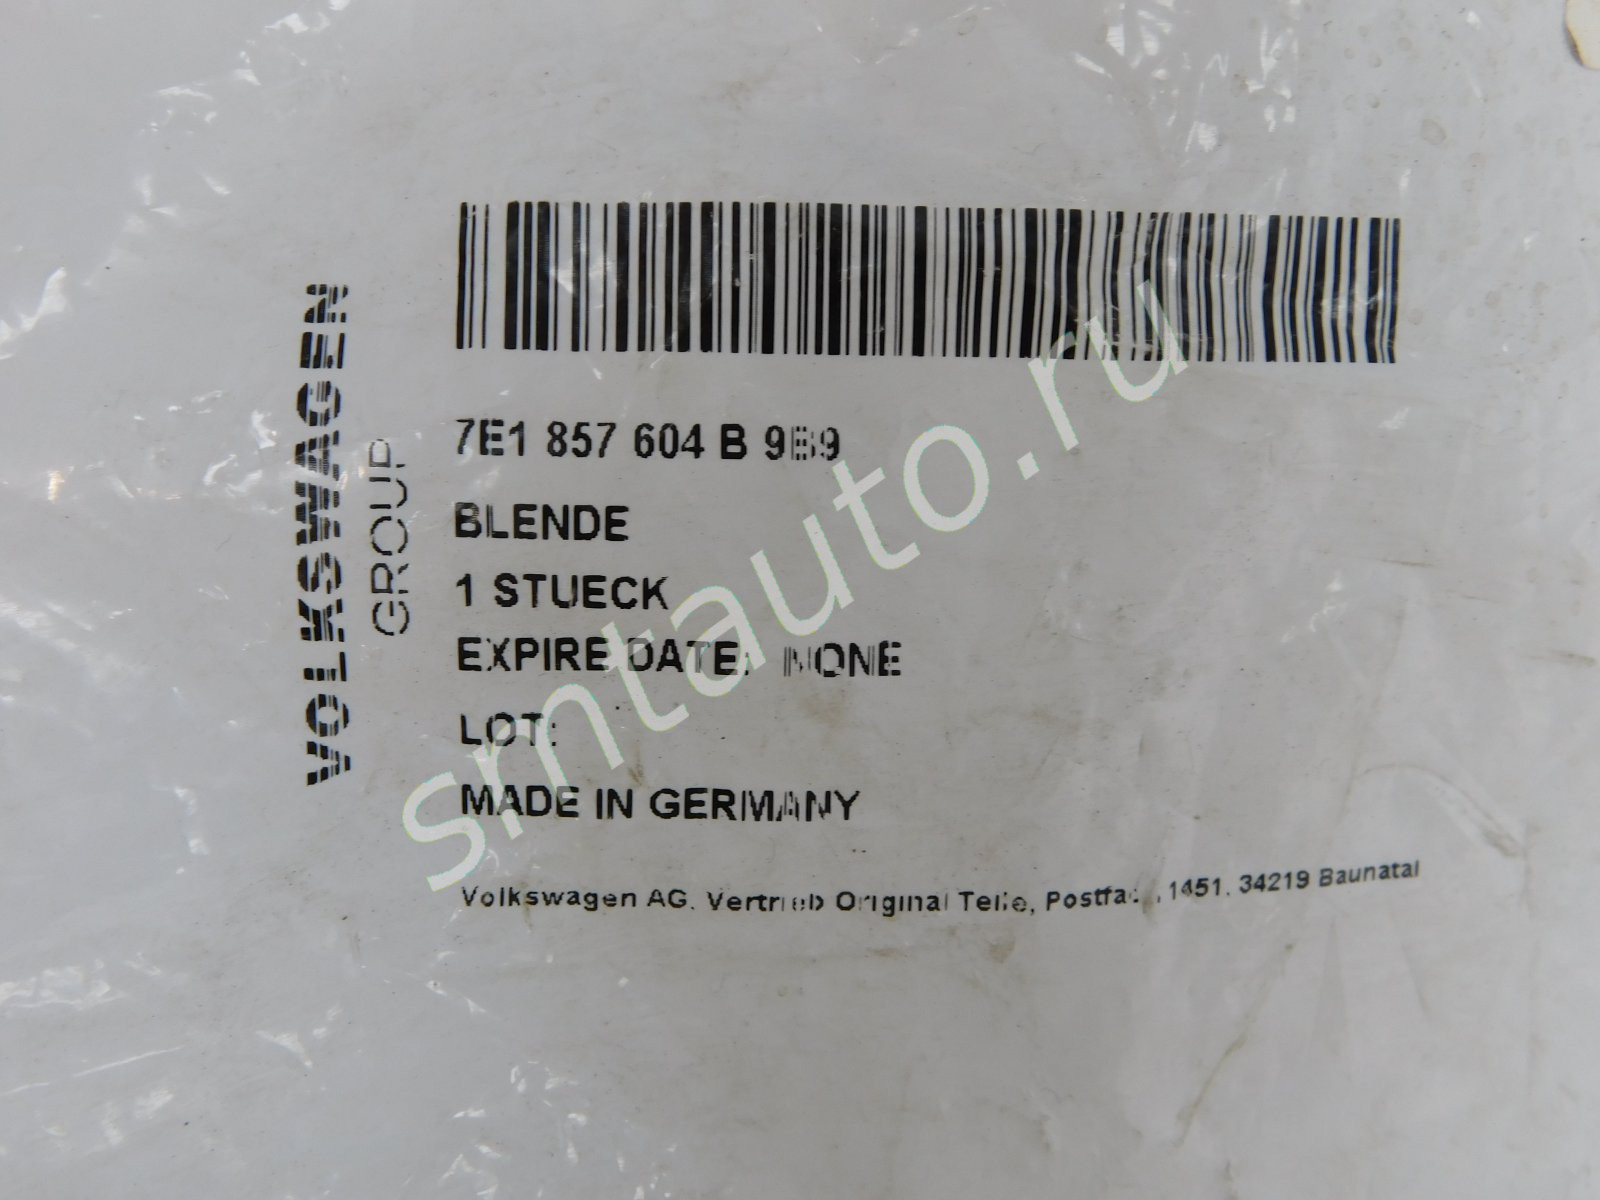 VOLKSWAGEN
GROUP
7E1 857 604 B 9B9
BLENDE
1 STUECK
EXPIRE DATE: NONE
LOT:
MADE IN GERMANY
Volkswagen AG. Vertrieb Original Teile, Postfach 1451, 34219 Baunatal
smtauto.ru